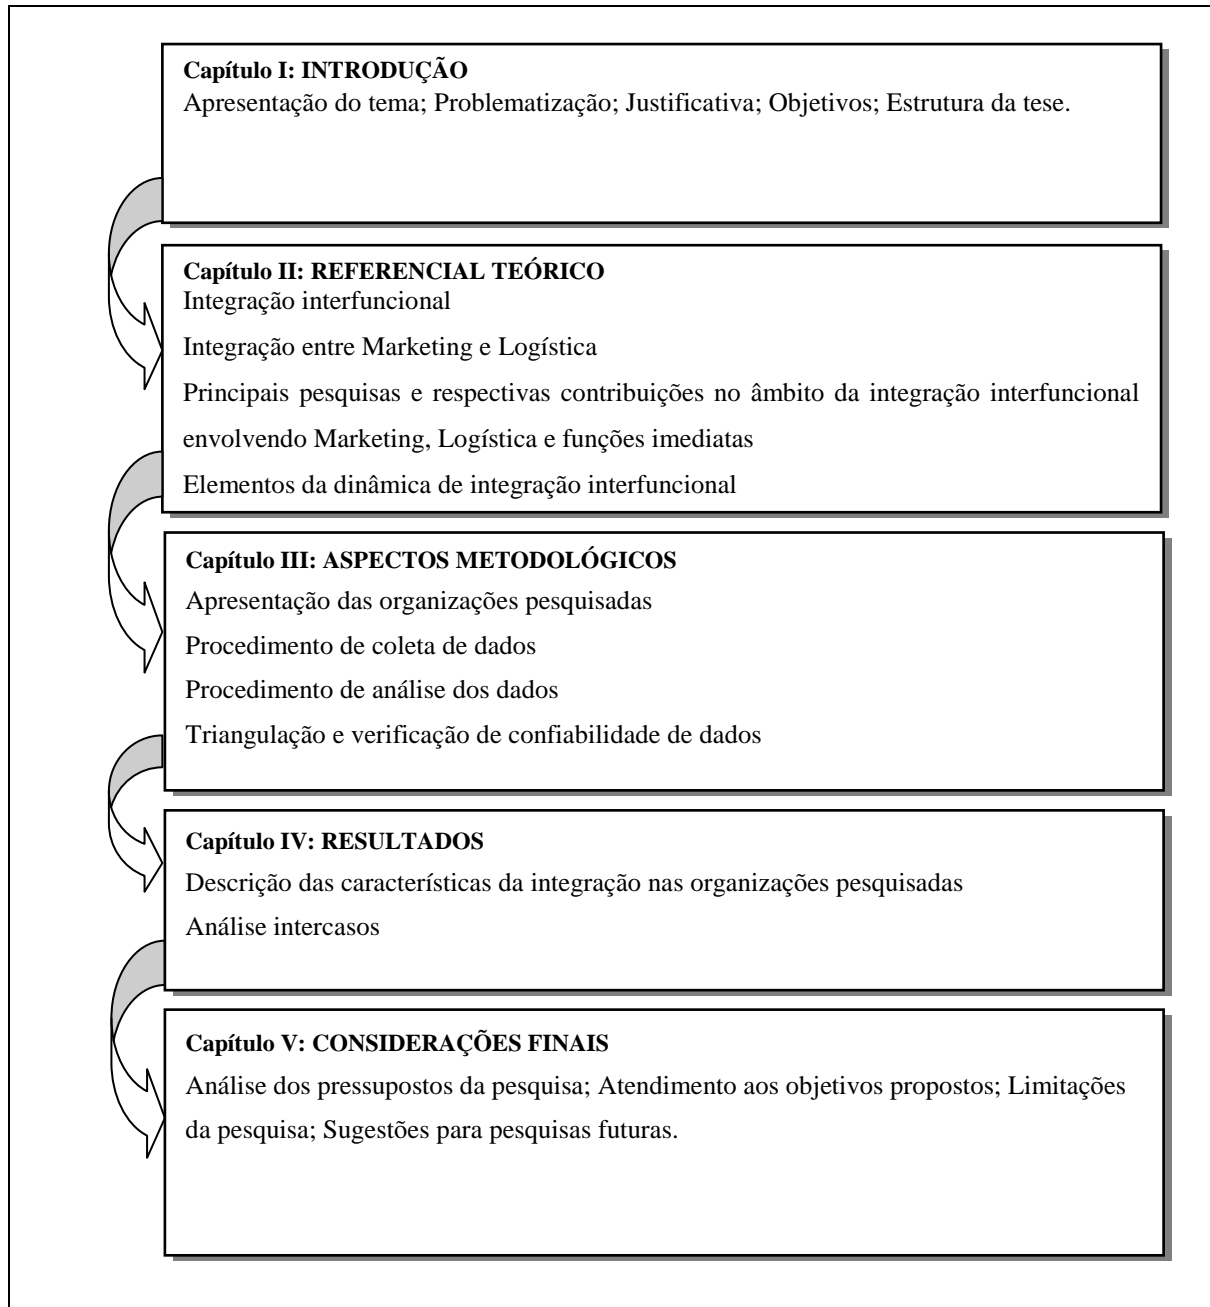 Capítulo I: INTRODUÇÃO
Apresentação do tema; Problematização; Justificativa; Objetivos; Estrutura da tese.
Capítulo II: REFERENCIAL TEÓRICO
Integração interfuncional
Integração entre Marketing e Logística
Principais pesquisas e respectivas contribuições no âmbito da integração interfuncional
envolvendo Marketing, Logística e funções imediatas
Elementos da dinâmica de integração interfuncional
Capítulo III: ASPECTOS METODOLÓGICOS
Apresentação das organizações pesquisadas
Procedimento de coleta de dados
Procedimento de análise dos dados
Triangulação e verificação de confiabilidade de dados
Capítulo IV: RESULTADOS
Descrição das características da integração nas organizações pesquisadas
Análise intercasos
Capítulo V: CONSIDERAÇÕES FINAIS
Análise dos pressupostos da pesquisa; Atendimento aos objetivos propostos; Limitações
da pesquisa; Sugestões para pesquisas futuras.